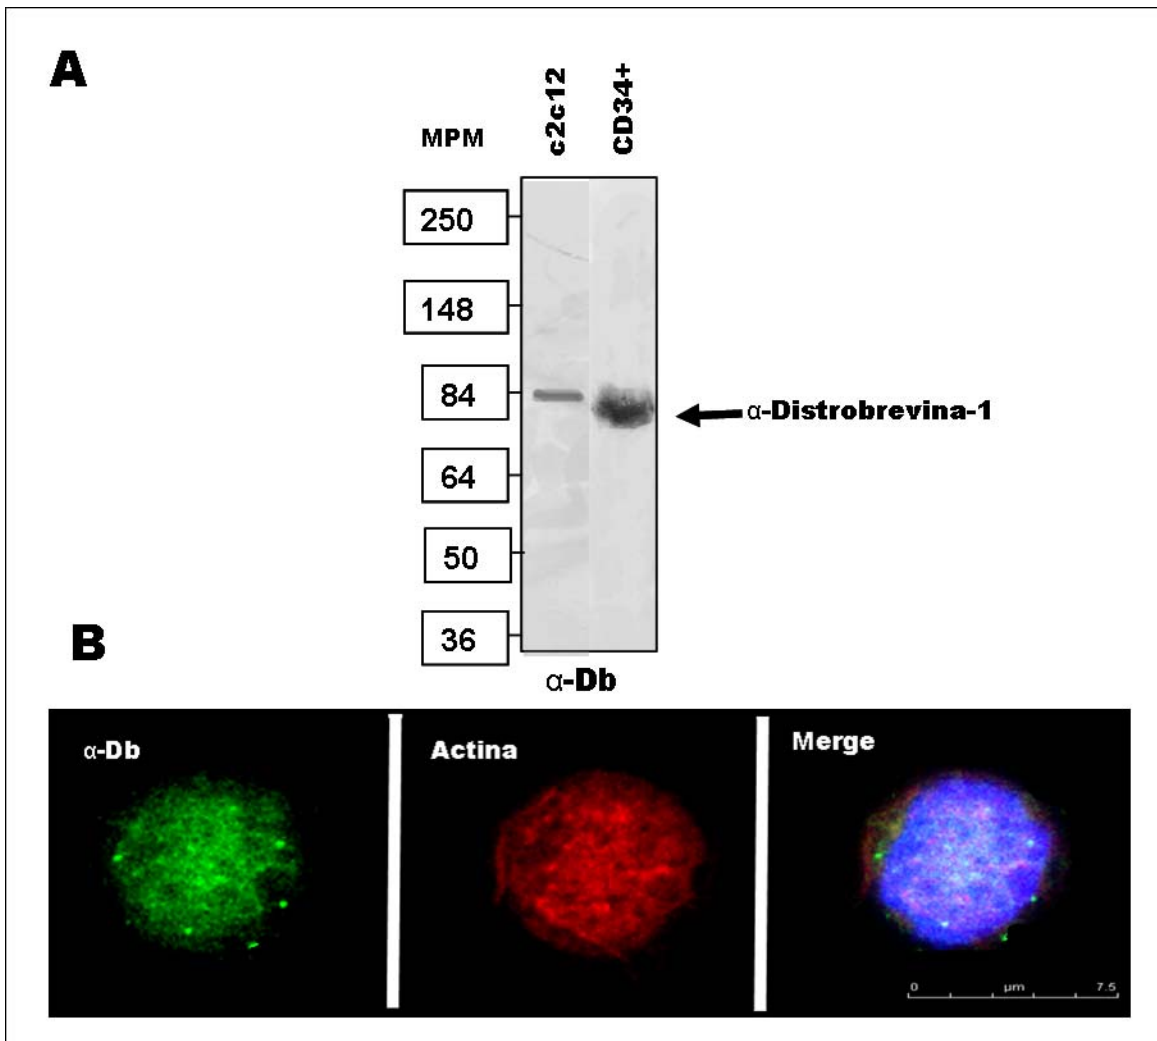 A
MPM
c2c12
CD34+
250
148
84
64
50
36
α-Distrobrevina-1
α-Db
B
α-Db
Actina
Merge
0 µm 7.5